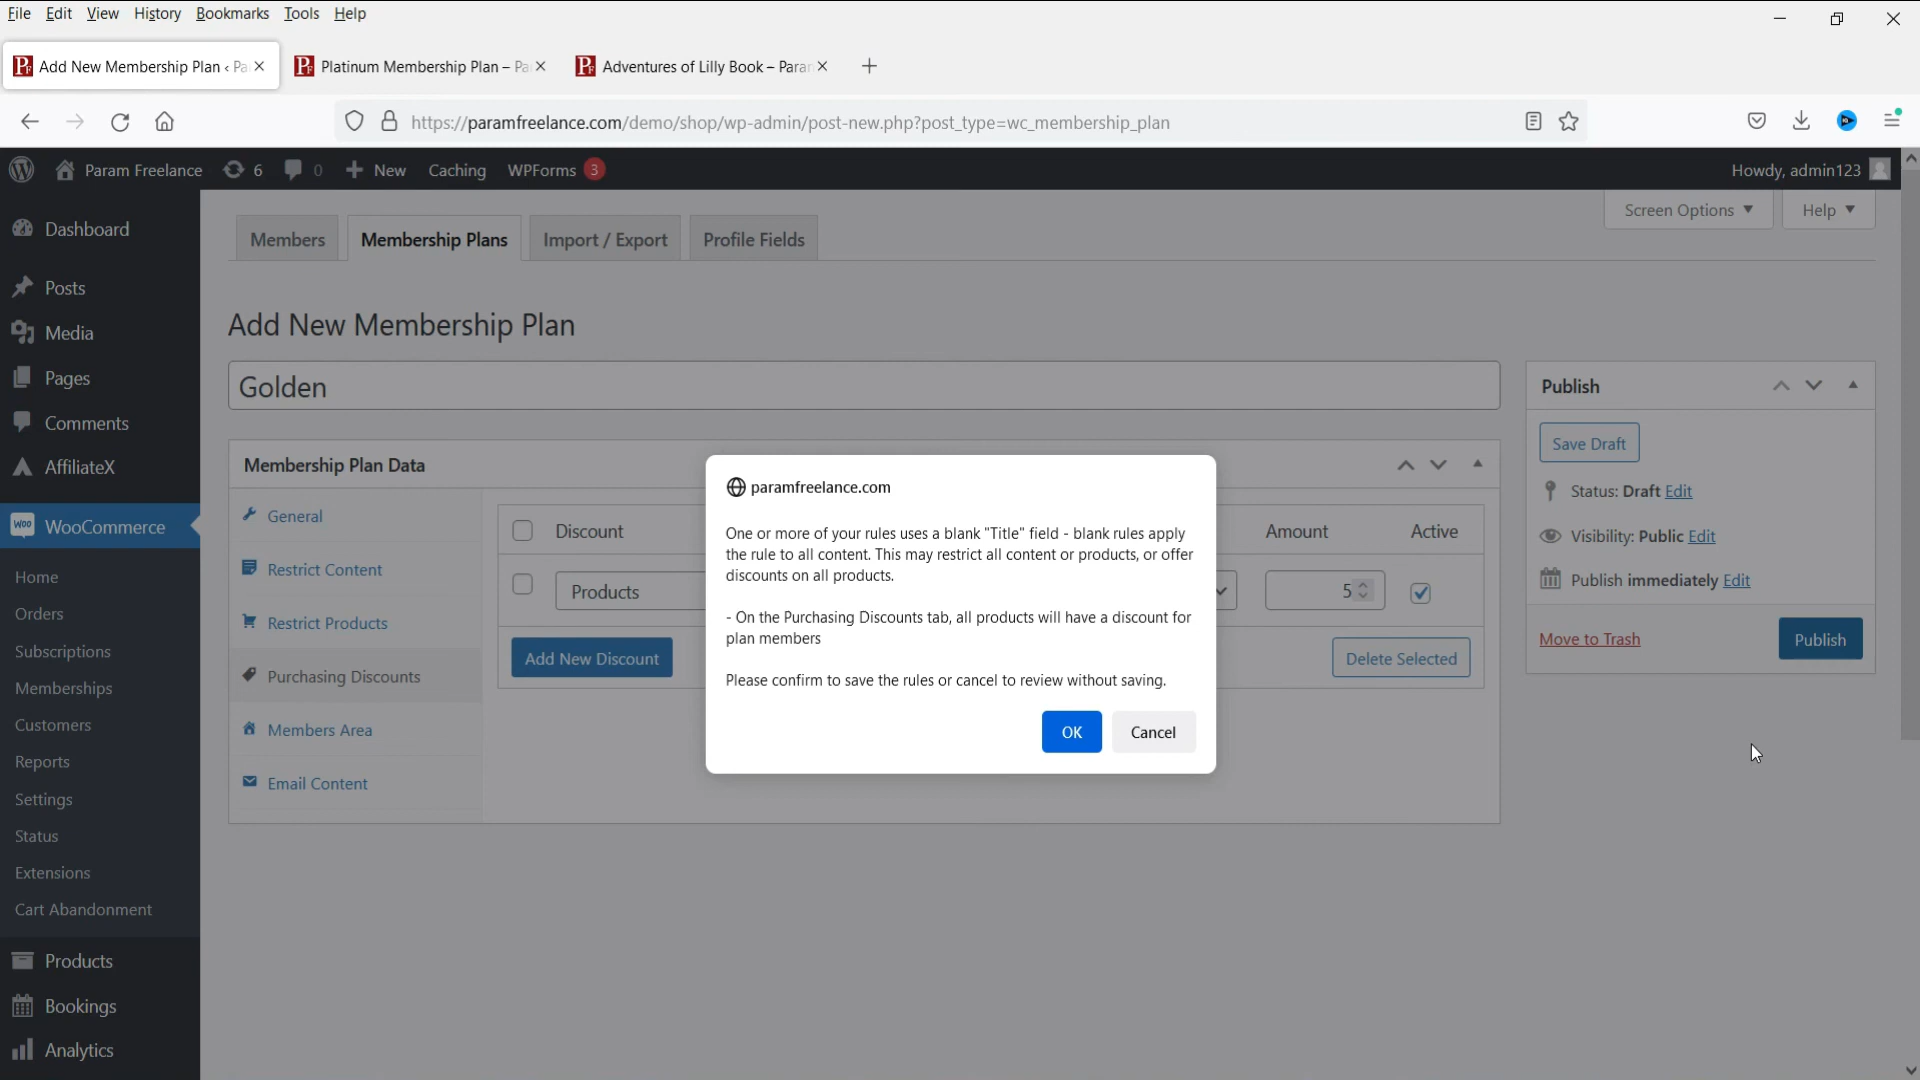 File Edit View History Bookmarks Tools Help
Add New Membership Plan ‹ Pa
Platinum Membership Plan – Pa
Adventures of Lilly Book – Param
https://paramfreelance.com/demo/shop/wp-admin/post-new.php?post_type=wc_membership_plan
Param Freelance 6 0 New Caching WPForms 3
Howdy, admin123
Dashboard
Posts
Media
Pages
Comments
AffiliateX
WooCommerce
Home
Orders
Subscriptions
Memberships
Customers
Reports
Settings
Status
Extensions
Cart Abandonment
Products
Bookings
Analytics
Screen Options
Help
Members
Membership Plans
Import / Export
Profile Fields
Add New Membership Plan
Golden
Membership Plan Data
General
Restrict Content
Restrict Products
Purchasing Discounts
Members Area
Email Content
Discount
Amount
Active
Products
5
Add New Discount
Delete Selected
paramfreelance.com
One or more of your rules uses a blank "Title" field - blank rules apply
the rule to all content. This may restrict all content or products, or offer
discounts on all products.
- On the Purchasing Discounts tab, all products will have a discount for
plan members
Please confirm to save the rules or cancel to review without saving.
OK
Cancel
Publish
Save Draft
Status: Draft Edit
Visibility: Public Edit
Publish immediately Edit
Move to Trash
Publish